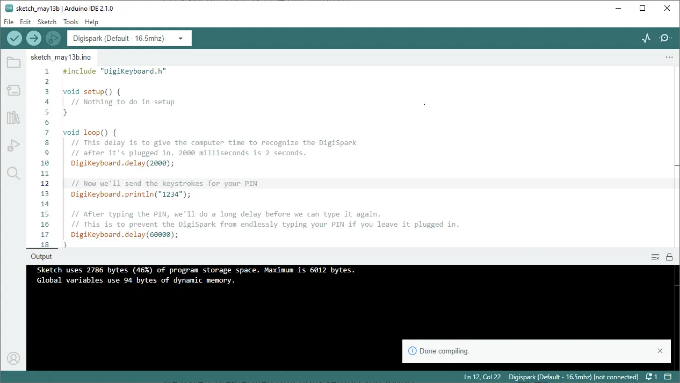 sketch_may13b | Arduino IDE 2.1.0
File Edit Sketch Tools Help
Digispark (Default - 16.5mhz)
sketch_may13b.ino
1 #include "DigiKeyboard.h"
2
3 void setup() {
4 // Nothing to do in setup
5 }
6
7 void loop() {
8 // This delay is to give the computer time to recognize the DigiSpark
9 // after it's plugged in. 2000 milliseconds is 2 seconds.
10 DigiKeyboard.delay(2000);
11
12 // Now we'll send the keystrokes for your PIN
13 DigiKeyboard.println("1234");
14
15 // After typing the PIN, we'll do a long delay before we can type it again.
16 // This is to prevent the DigiSpark from endlessly typing your PIN if you leave it plugged in.
17 DigiKeyboard.delay(60000);
18 }
Output
Sketch uses 2786 bytes (46%) of program storage space. Maximum is 6012 bytes.
Global variables use 94 bytes of dynamic memory.
Done compiling.
Ln 12, Col 22 Digispark (Default - 16.5mhz) [not connected] 1